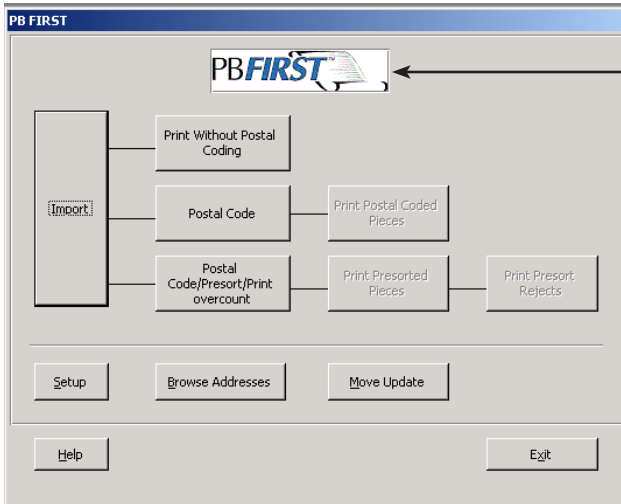 PB FIRST
PBFIRST™
Print Without Postal
Coding
Import
Postal Code
Print Postal Coded
Pieces
Postal
Code/Presort/Print
overcount
Print Presorted
Pieces
Print Presort
Rejects
Setup
Browse Addresses
Move Update
Help
Exit